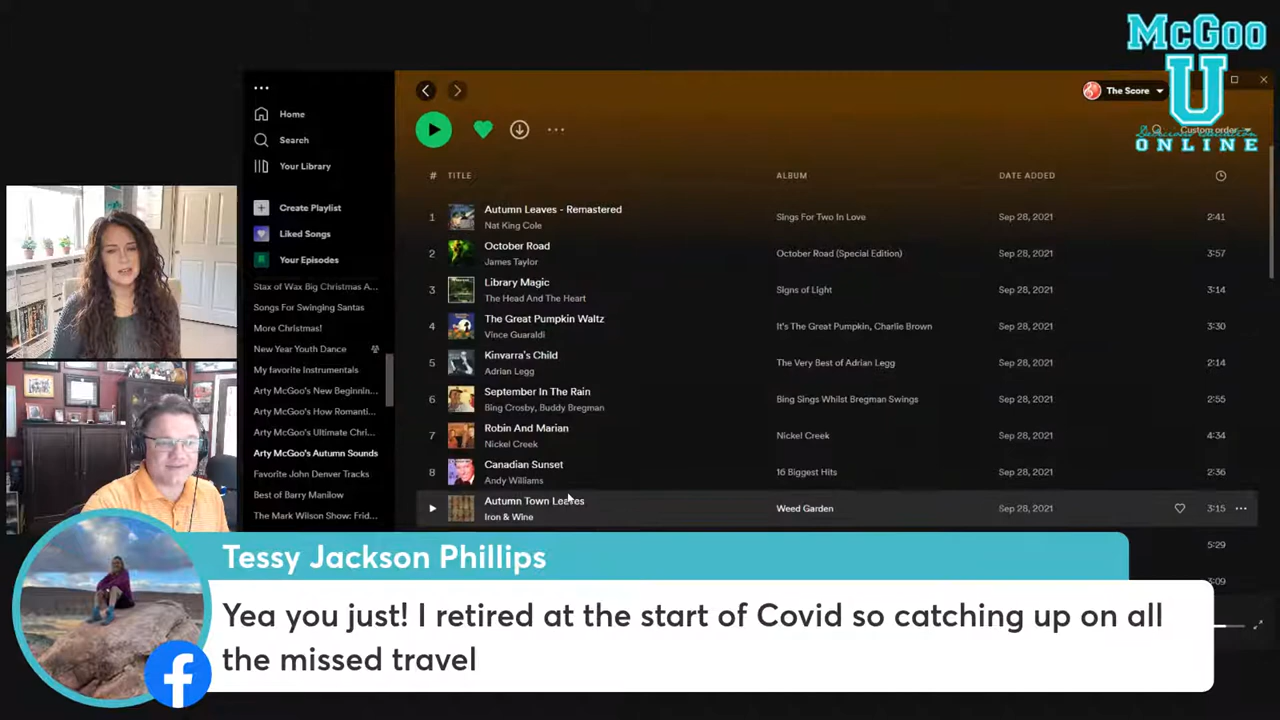 McGoo
U
ONLINE
The Score
Custom order
Home
Search
Your Library
Create Playlist
Liked Songs
Your Episodes
Stax of Wax Big Christmas A...
Songs For Swinging Santas
More Christmas!
New Year Youth Dance
My favorite Instrumentals
Arty McGoo's New Beginnin...
Arty McGoo's How Romanti...
Arty McGoo's Ultimate Chri...
Arty McGoo's Autumn Sounds
Favorite John Denver Tracks
Best of Barry Manilow
The Mark Wilson Show: Frid...
# TITLE ALBUM DATE ADDED
1 Autumn Leaves - Remastered Sings For Two In Love Sep 28, 2021 2:41
Nat King Cole
2 October Road October Road (Special Edition) Sep 28, 2021 3:57
James Taylor
3 Library Magic Signs of Light Sep 28, 2021 3:14
The Head And The Heart
4 The Great Pumpkin Waltz It's The Great Pumpkin, Charlie Brown Sep 28, 2021 3:30
Vince Guaraldi
5 Kinvarra's Child The Very Best of Adrian Legg Sep 28, 2021 2:14
Adrian Legg
6 September In The Rain Bing Sings Whilst Bregman Swings Sep 28, 2021 2:55
Bing Crosby, Buddy Bregman
7 Robin And Marian Nickel Creek Sep 28, 2021 4:34
Nickel Creek
8 Canadian Sunset 16 Biggest Hits Sep 28, 2021 2:36
Andy Williams
Autumn Town Leaves Weed Garden Sep 28, 2021 3:15
Iron & Wine
5:29
3:09
Tessy Jackson Phillips
Yea you just! I retired at the start of Covid so catching up on all
the missed travel